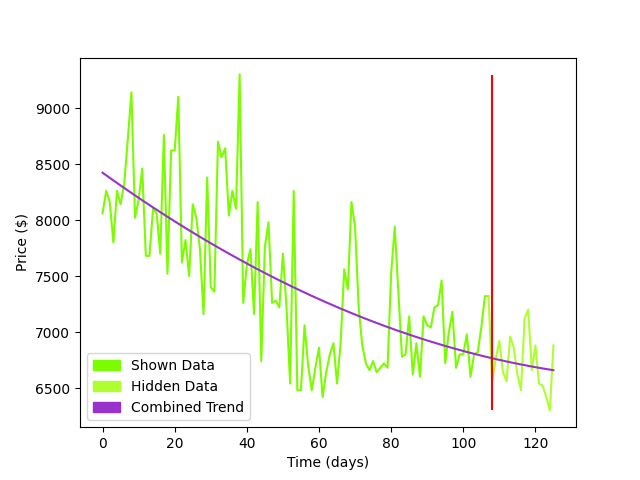 9000
8500
8000
7500
7000
6500
Price ($)
Shown Data
Hidden Data
Combined Trend
0 20 40 60 80 100 120
Time (days)